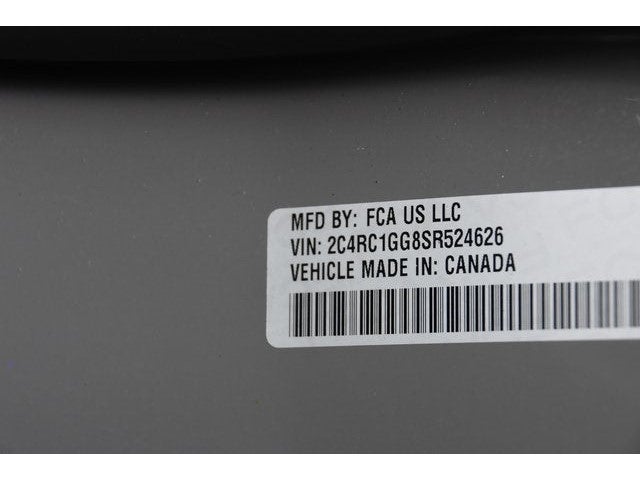 MFD BY: FCA US LLC
VIN: 2C4RC1GG8SR524626
VEHICLE MADE IN: CANADA